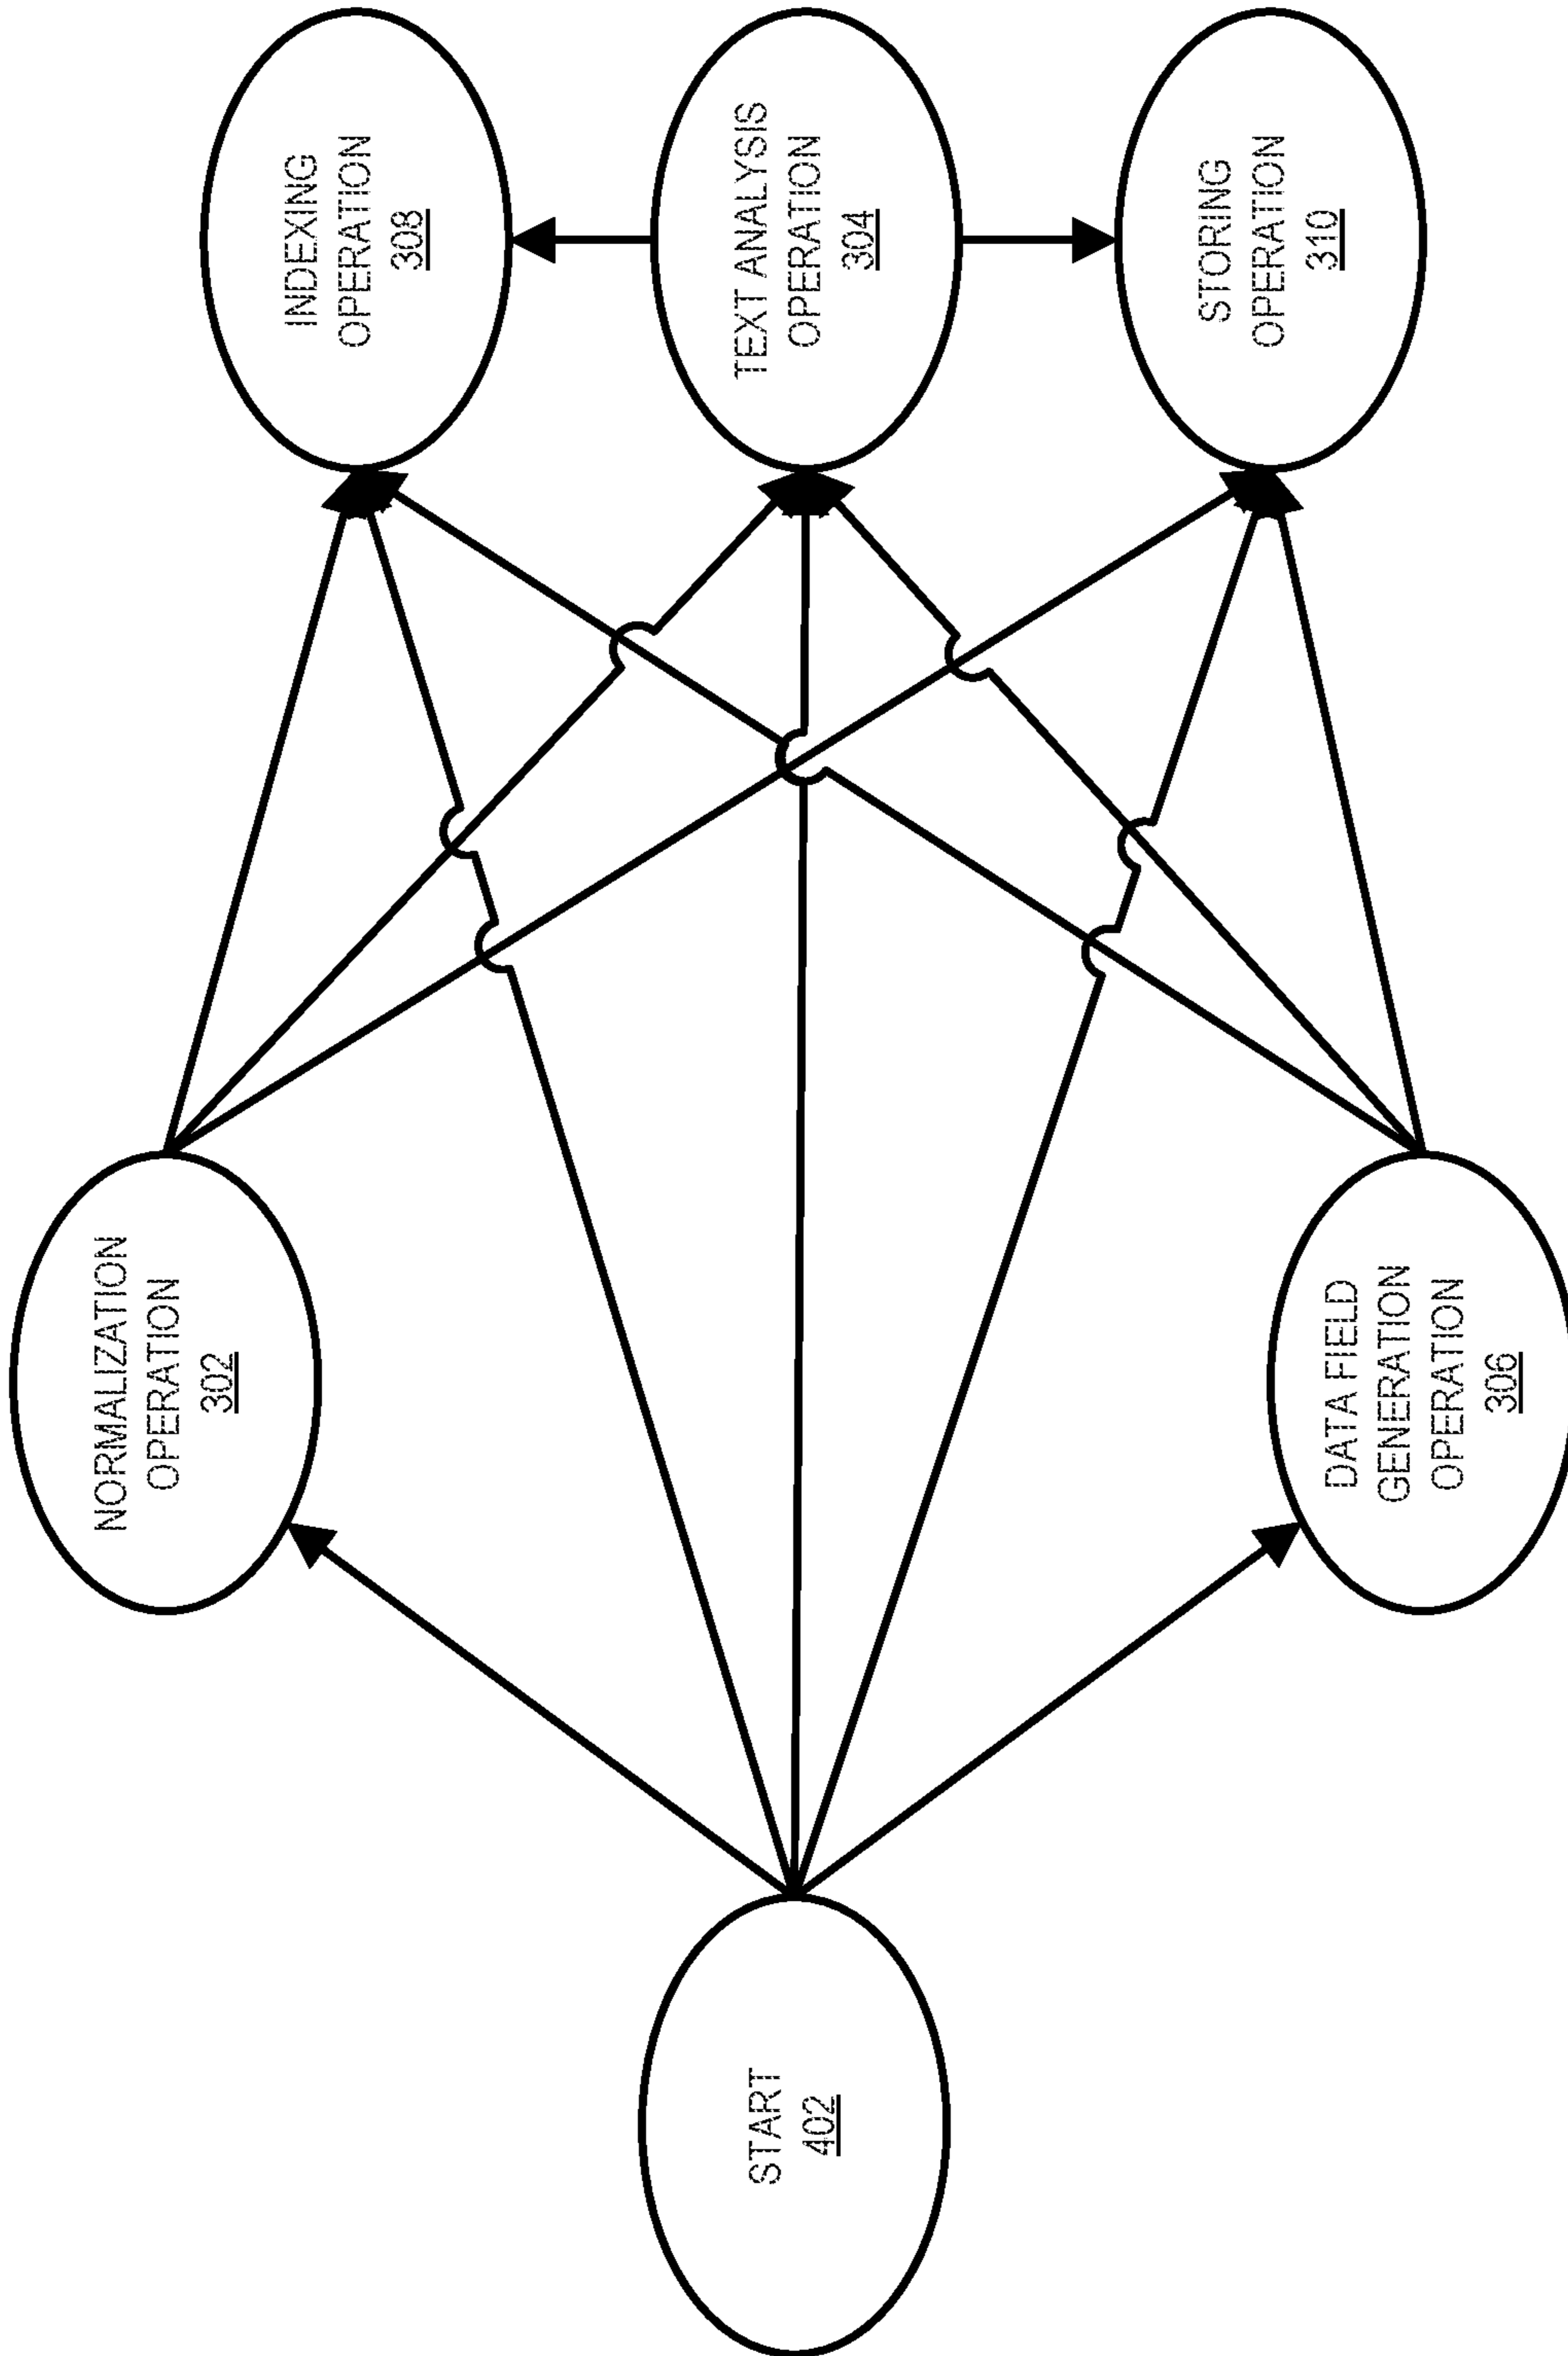 START
402
NORMALIZATION
OPERATION
302
DATA FIELD
GENERATION
OPERATION
306
INDEXING
OPERATION
308
TEXT ANALYSIS
OPERATION
304
STORING
OPERATION
310